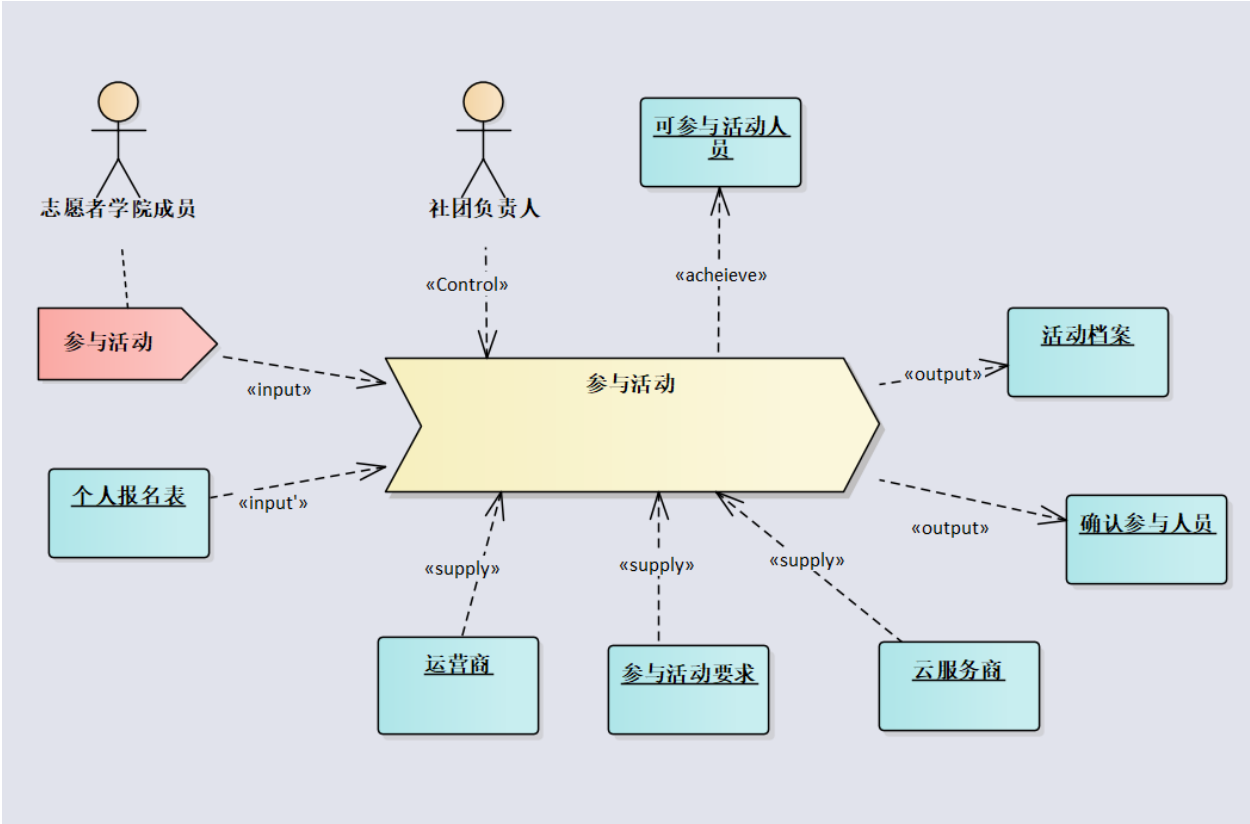 志愿者学院成员
社团负责人
可参与活动人
员
«Control»
«acheieve»
参与活动
«input»
参与活动
«output»
活动档案
个人报名表
«input'»
«output»
确认参与人员
«supply»
«supply»
«supply»
运营商
参与活动要求
云服务商